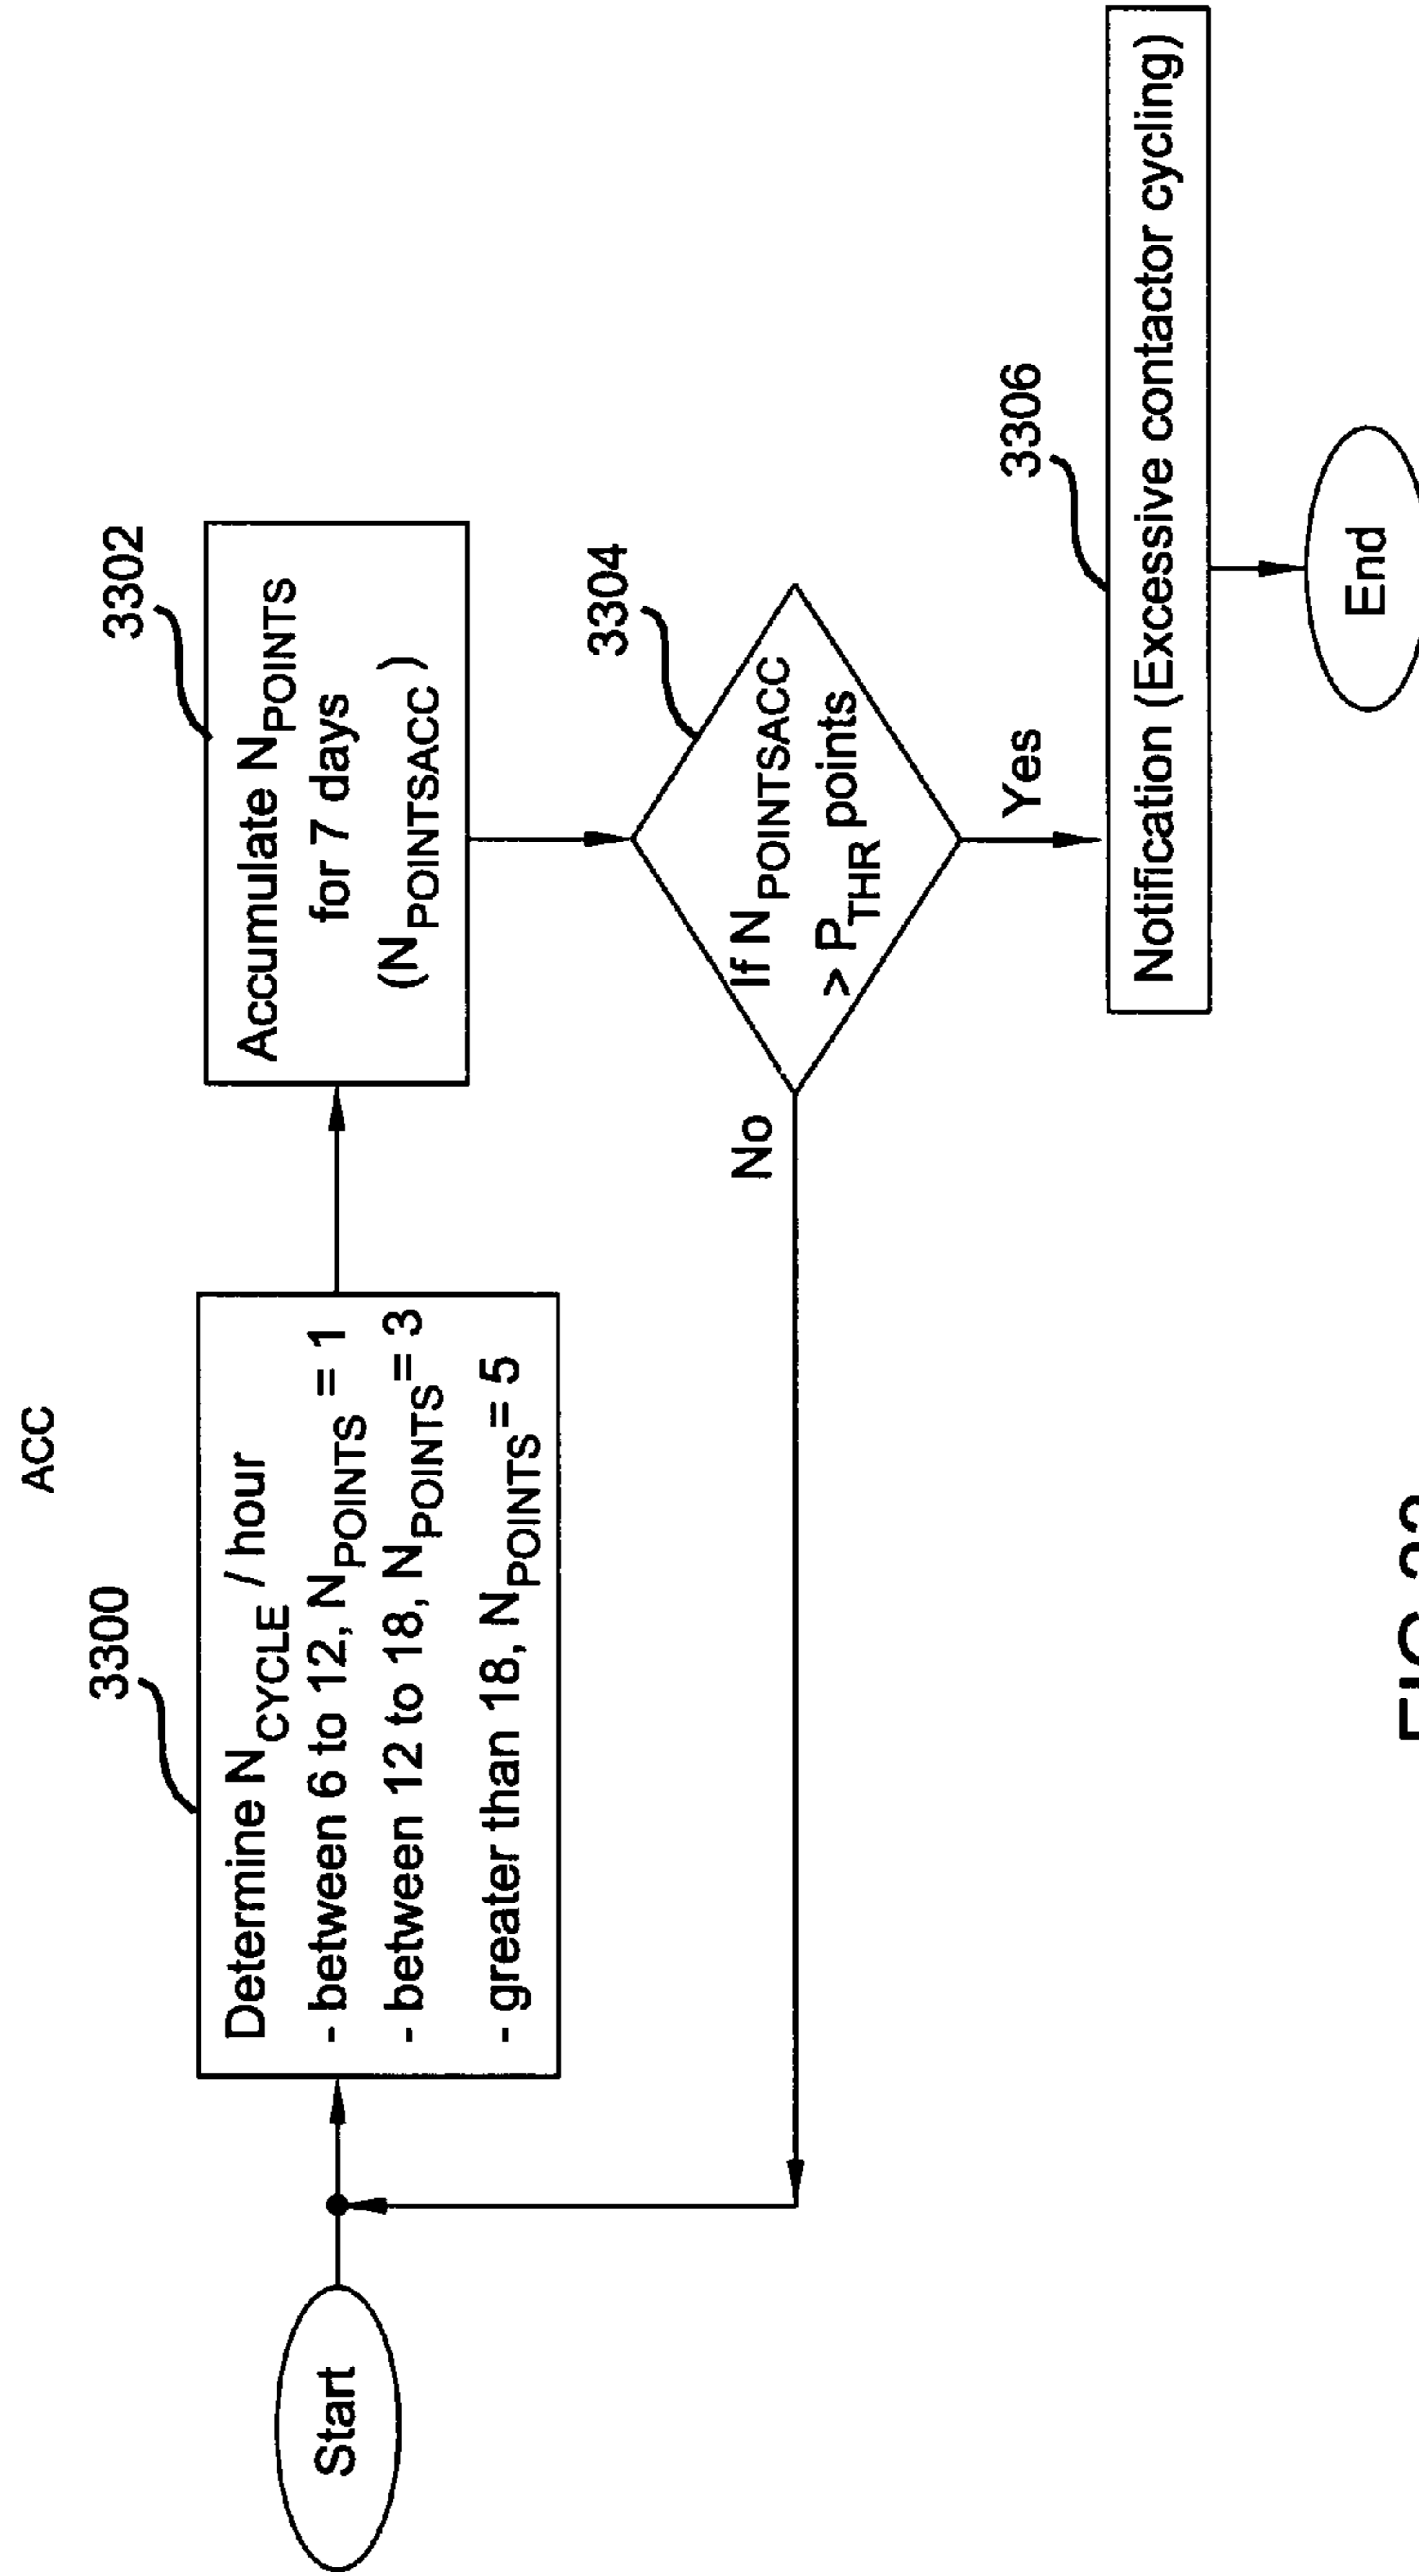 ACC
Start
3300
Determine N_CYCLE / hour
- between 6 to 12, N_POINTS = 1
- between 12 to 18, N_POINTS = 3
- greater than 18, N_POINTS = 5
3302
Accumulate N_POINTS
for 7 days
(N_POINTSACC)
3304
If N_POINTSACC
> P_THR points
No
Yes
3306
Notification (Excessive contactor cycling)
End